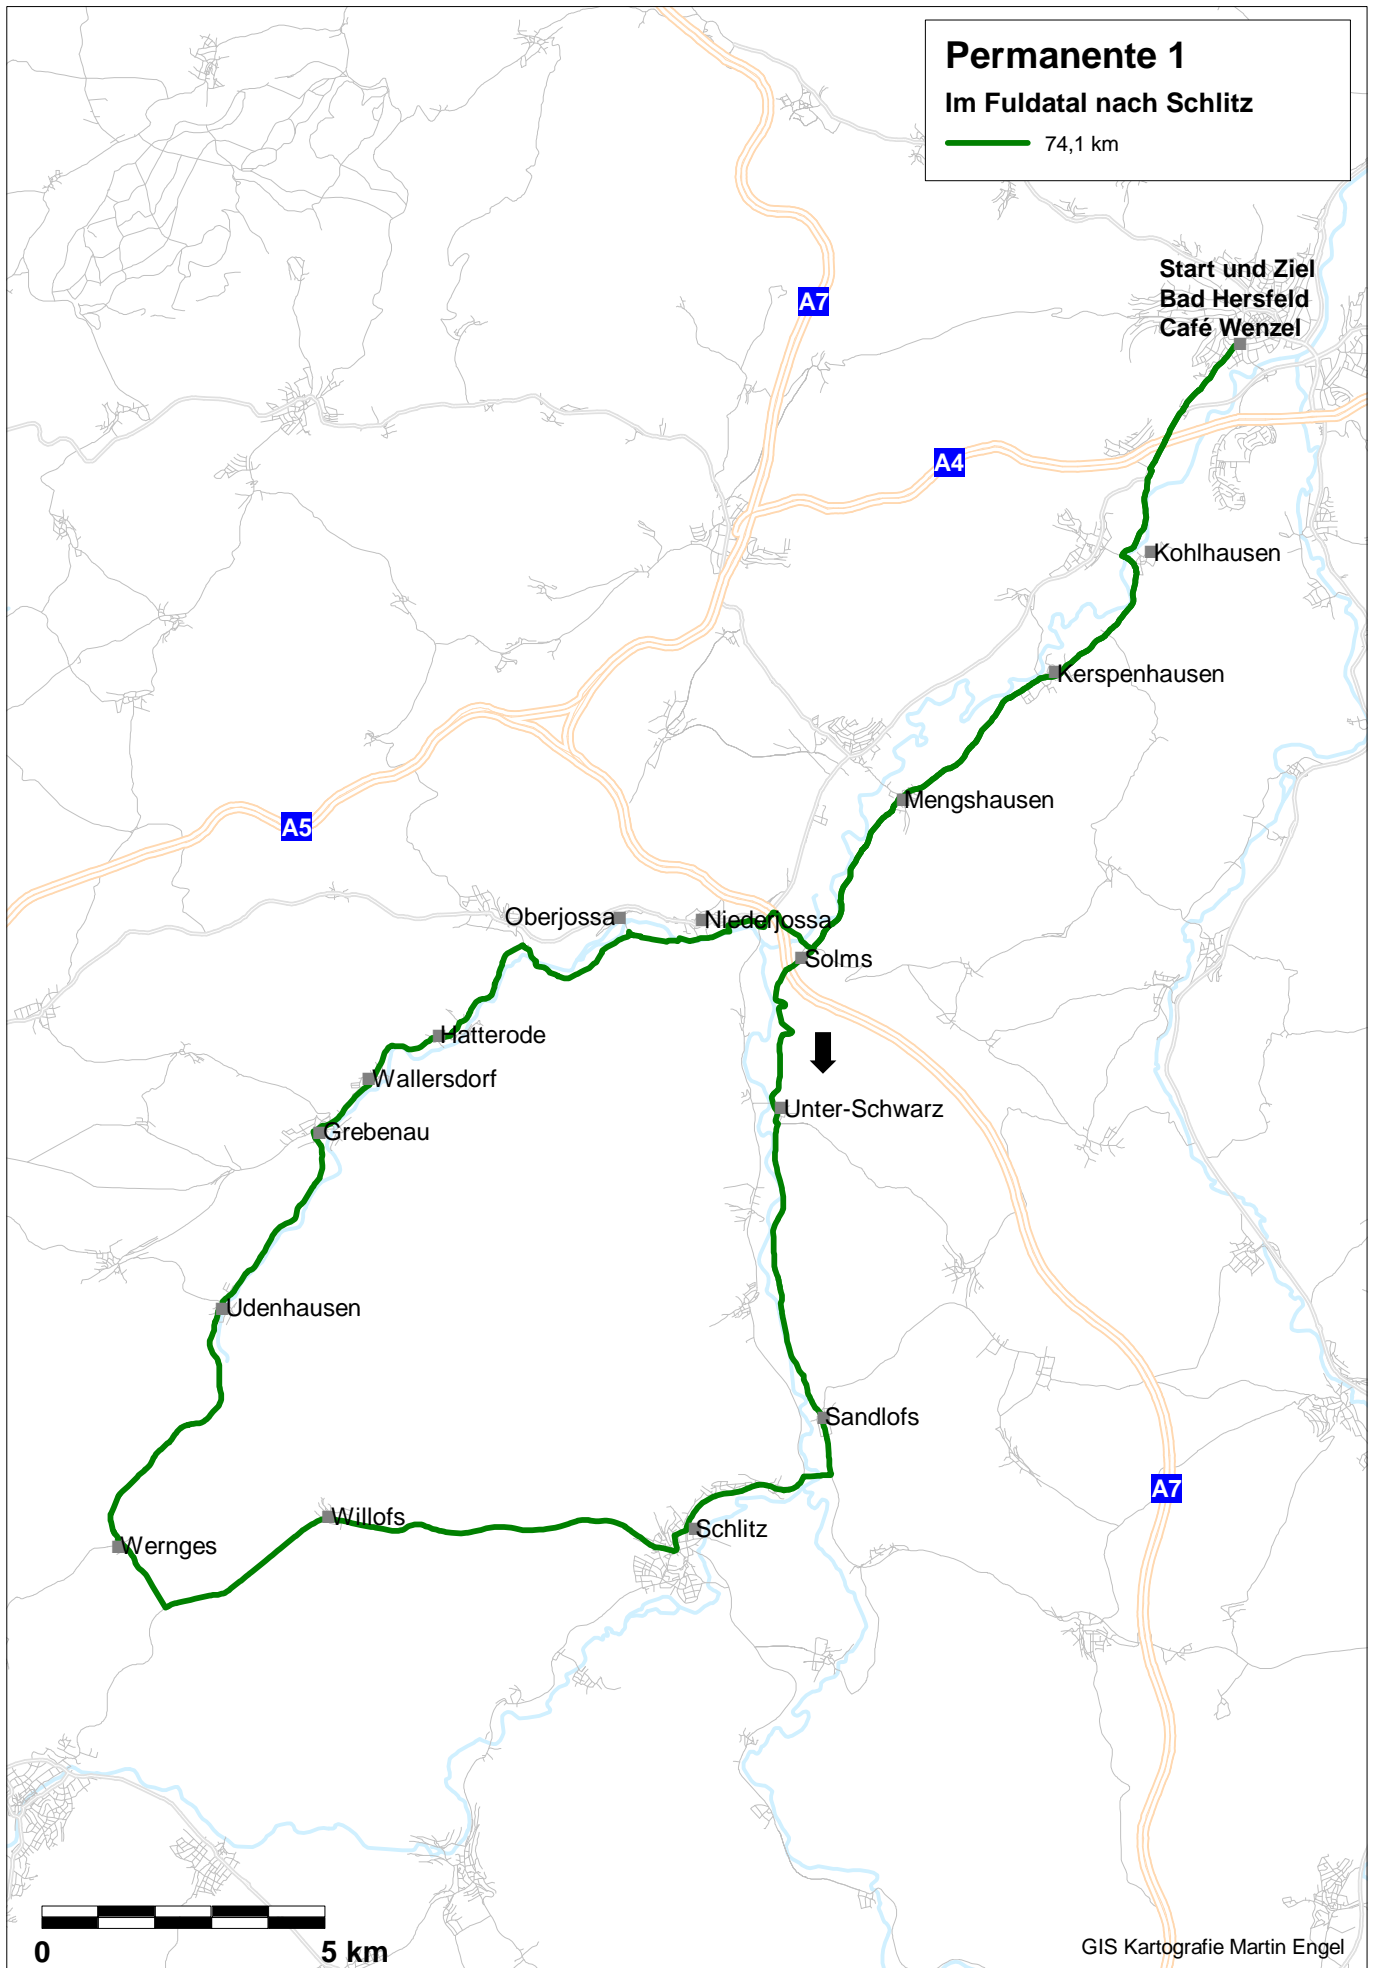 Permanente 1
Im Fuldatal nach Schlitz
74,1 km
Start und Ziel
Bad Hersfeld
Café Wenzel
A7
A4
Kohlhausen
Kerspenhausen
Mengshausen
A5
Oberjossa
Niederjossa
Solms
Hatterode
Wallersdorf
Unter-Schwarz
Grebenau
Udenhausen
Sandlofs
A7
Willofs
Schlitz
Wernges
0 5 km
GIS Kartografie Martin Engel